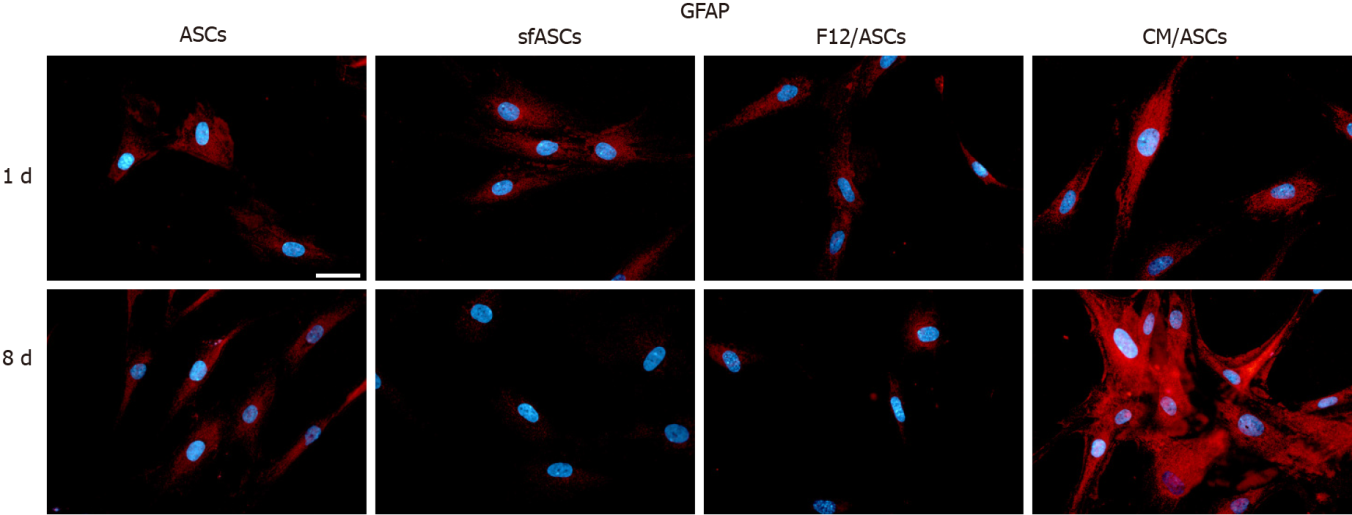 GFAP
ASCs
sfASCs
F12/ASCs
CM/ASCs
1 d
8 d